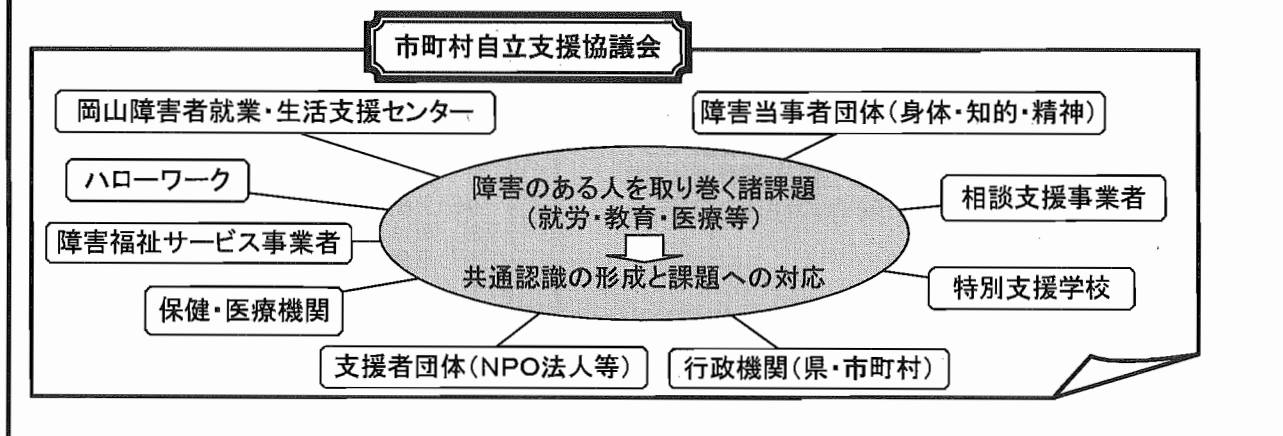 市町村自立支援協議会
岡山障害者就業・生活支援センター
障害当事者団体(身体・知的・精神)
ハローワーク
障害のある人を取り巻く諸課題
(就労・教育・医療等)
相談支援事業者
障害福祉サービス事業者
共通認識の形成と課題への対応
特別支援学校
保健・医療機関
支援者団体(NPO法人等)
行政機関(県・市町村)